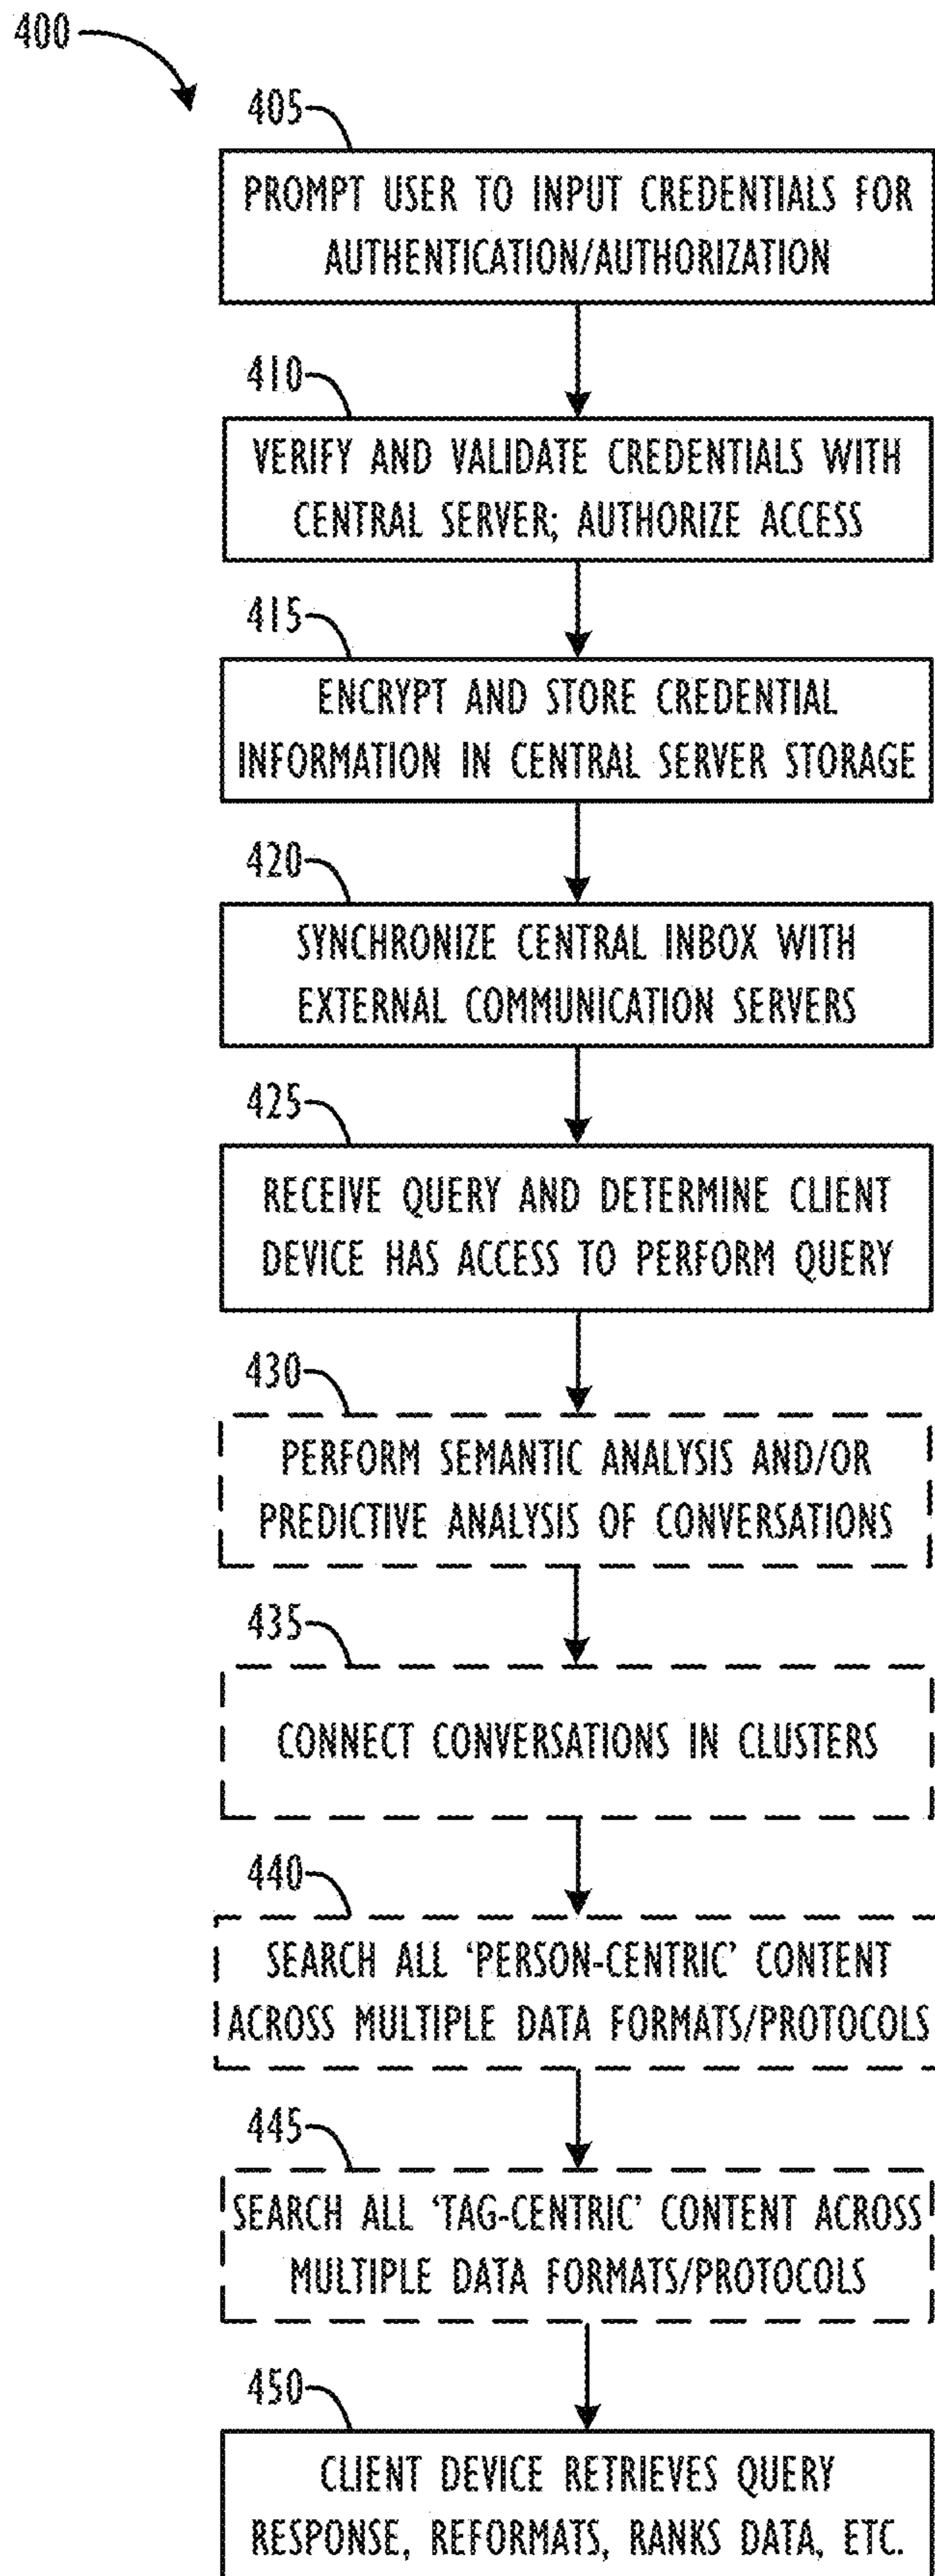 400
405
PROMPT USER TO INPUT CREDENTIALS FOR
AUTHENTICATION/AUTHORIZATION
410
VERIFY AND VALIDATE CREDENTIALS WITH
CENTRAL SERVER; AUTHORIZE ACCESS
415
ENCRYPT AND STORE CREDENTIAL
INFORMATION IN CENTRAL SERVER STORAGE
420
SYNCHRONIZE CENTRAL INBOX WITH
EXTERNAL COMMUNICATION SERVERS
425
RECEIVE QUERY AND DETERMINE CLIENT
DEVICE HAS ACCESS TO PERFORM QUERY
430
PERFORM SEMANTIC ANALYSIS AND/OR
PREDICTIVE ANALYSIS OF CONVERSATIONS
435
CONNECT CONVERSATIONS IN CLUSTERS
440
SEARCH ALL ‘PERSON-CENTRIC’ CONTENT
ACROSS MULTIPLE DATA FORMATS/PROTOCOLS
445
SEARCH ALL ‘TAG-CENTRIC’ CONTENT ACROSS
MULTIPLE DATA FORMATS/PROTOCOLS
450
CLIENT DEVICE RETRIEVES QUERY
RESPONSE, REFORMATS, RANKS DATA, ETC.